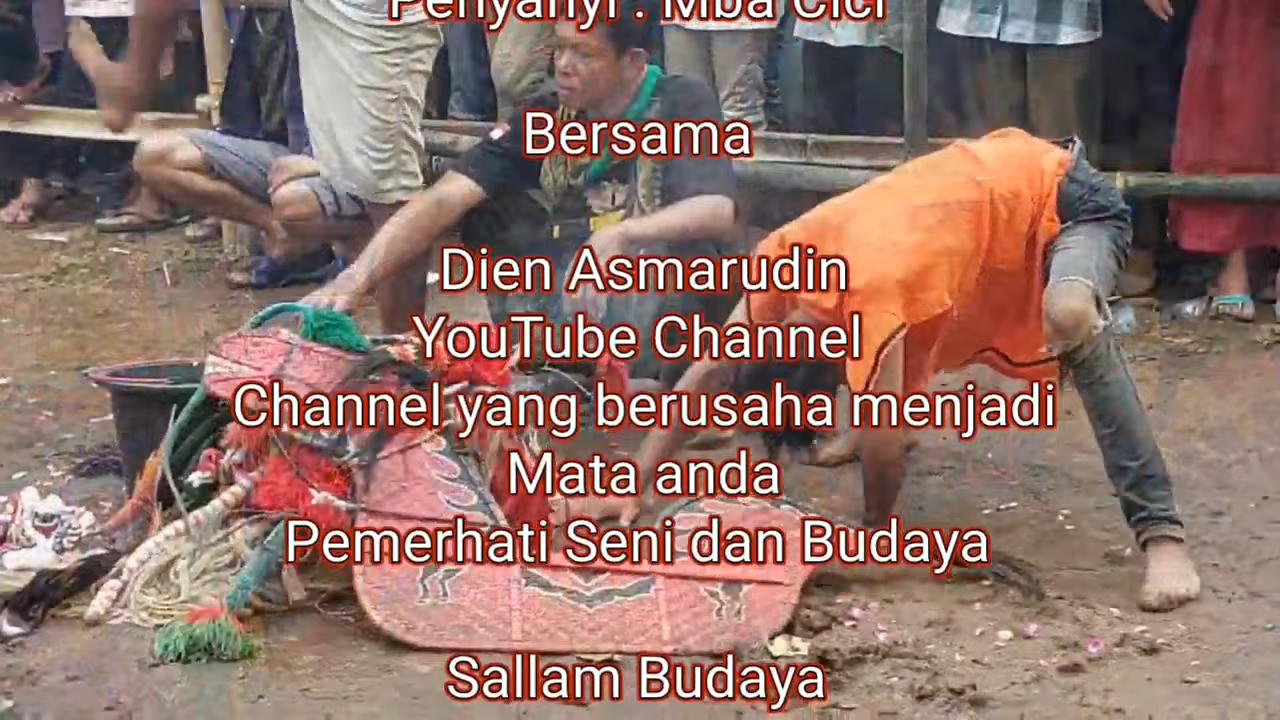 Penyanyi : Mba Cici
Bersama
Dien Asmarudin
YouTube Channel
Channel yang berusaha menjadi
Mata anda
Pemerhati Seni dan Budaya
Sallam Budaya